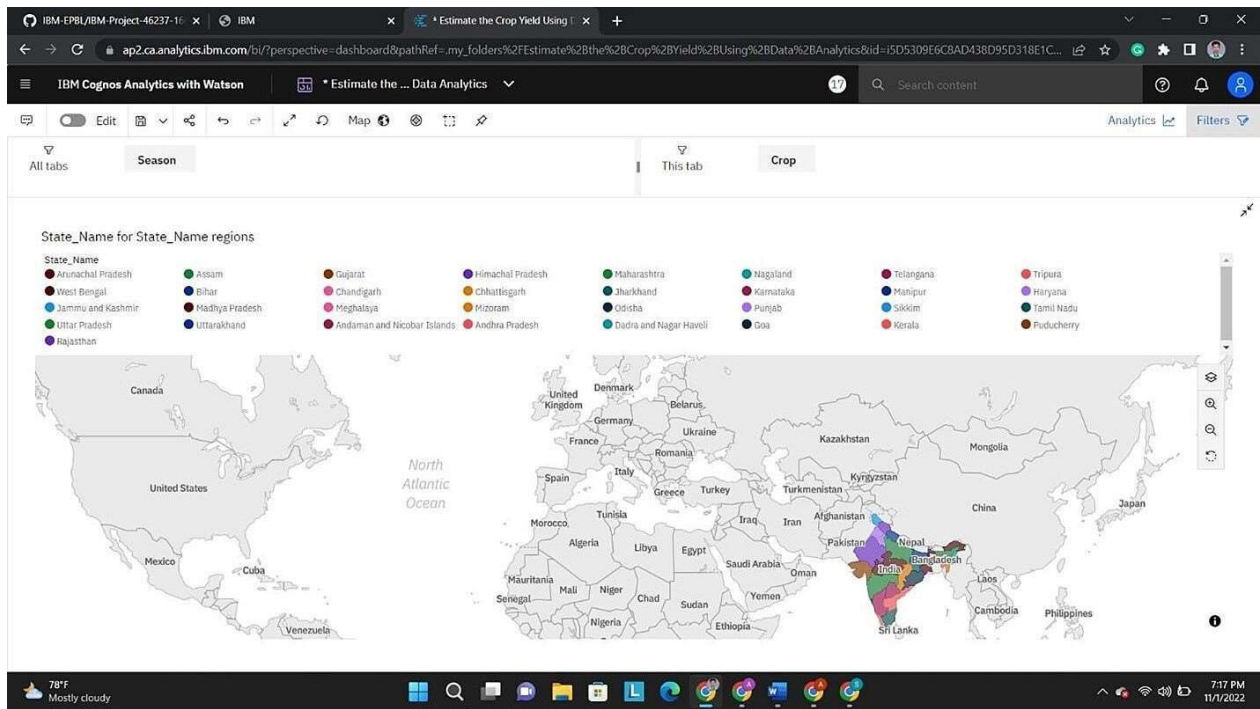 IBM-EPBL/IBM-Project-46237-16
IBM
* Estimate the Crop Yield Using D
ap2.ca.analytics.ibm.com/bi/?perspective=dashboard&pathRef=.my_folders%2FEstimate%2Bthe%2BCrop%2BYield%2BUsing%2BData%2BAnalytics&id=i5D5309E6C8AD438D95D318E1C...
IBM Cognos Analytics with Watson
* Estimate the ... Data Analytics
17
Search content
Edit
Map
Analytics
Filters
All tabs
Season
This tab
Crop
State_Name for State_Name regions
State_Name
Arunachal Pradesh Assam Gujarat Himachal Pradesh Maharashtra Nagaland Telangana Tripura
West Bengal Bihar Chandigarh Chhattisgarh Jharkhand Karnataka Manipur Haryana
Jammu and Kashmir Madhya Pradesh Meghalaya Mizoram Odisha Punjab Sikkim Tamil Nadu
Uttar Pradesh Uttarakhand Andaman and Nicobar Islands Andhra Pradesh Dadra and Nagar Haveli Goa Kerala Puducherry
Rajasthan
Canada
United Kingdom
Denmark
Belarus
Germany
Ukraine
France
Romania
Kazakhstan
Mongolia
North
Atlantic
Ocean
United States
Spain
Italy
Greece
Turkey
Turkmenistan
Kyrgyzstan
China
Japan
Morocco
Tunisia
Iraq
Iran
Afghanistan
Algeria
Libya
Egypt
Pakistan
Nepal
Mexico
Cuba
Saudi Arabia
Oman
India
Bangladesh
Laos
Mauritania
Mali
Niger
Chad
Sudan
Yemen
Senegal
Cambodia
Philippines
Nigeria
Ethiopia
Venezuela
Sri Lanka
78°F
Mostly cloudy
7:17 PM
11/1/2022